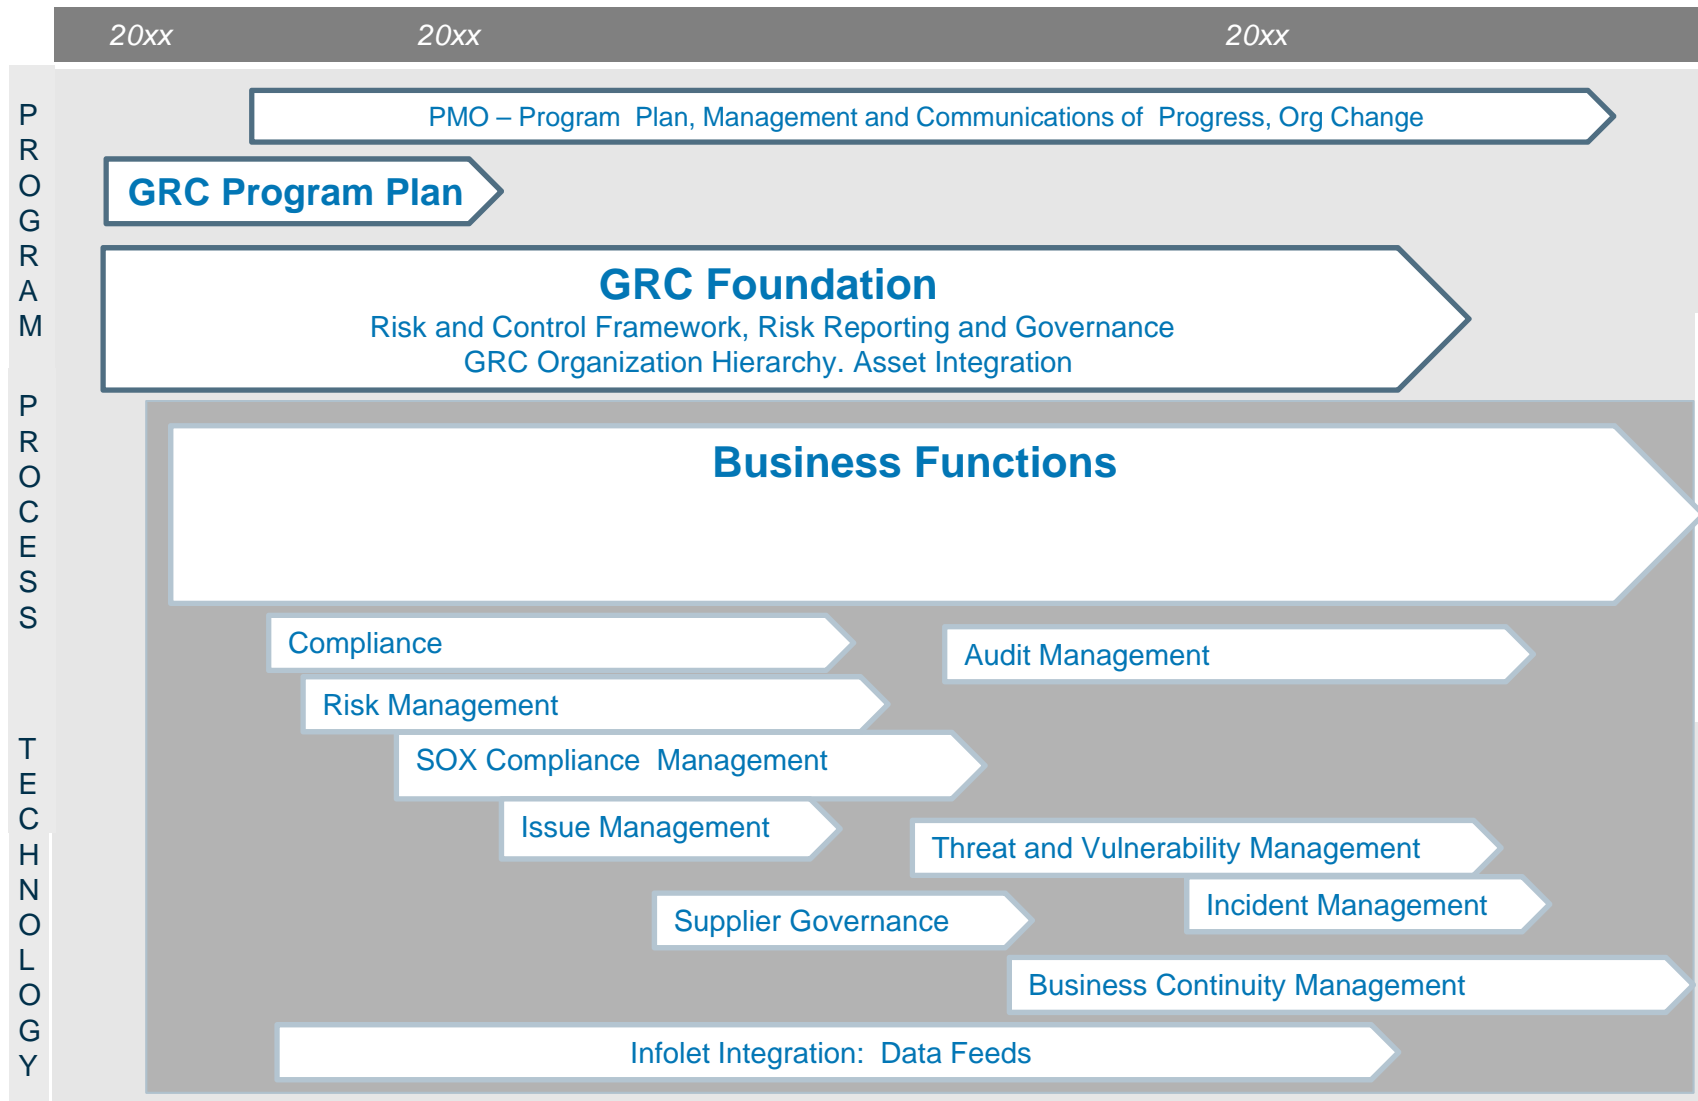 20xx 20xx 20xx
PROGRAM
PMO – Program Plan, Management and Communications of Progress, Org Change
GRC Program Plan
GRC Foundation
Risk and Control Framework, Risk Reporting and Governance
GRC Organization Hierarchy. Asset Integration
PROCESS
Business Functions
Compliance
Audit Management
Risk Management
TECHNOLOGY
SOX Compliance Management
Issue Management
Threat and Vulnerability Management
Incident Management
Supplier Governance
Business Continuity Management
Infolet Integration: Data Feeds